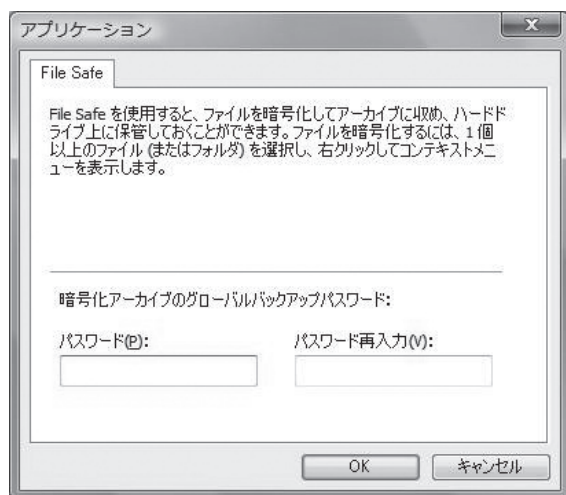 アプリケーション
File Safe
File Safe を使用すると、ファイルを暗号化してアーカイブに収め、ハードド
ライブ上に保管しておくことができます。ファイルを暗号化するには、1 個
以上のファイル (またはフォルダ) を選択し、右クリックしてコンテキストメニ
ューを表示します。
暗号化アーカイブのグローバルバックアップパスワード:
パスワード(P): パスワード再入力(V):
OK キャンセル